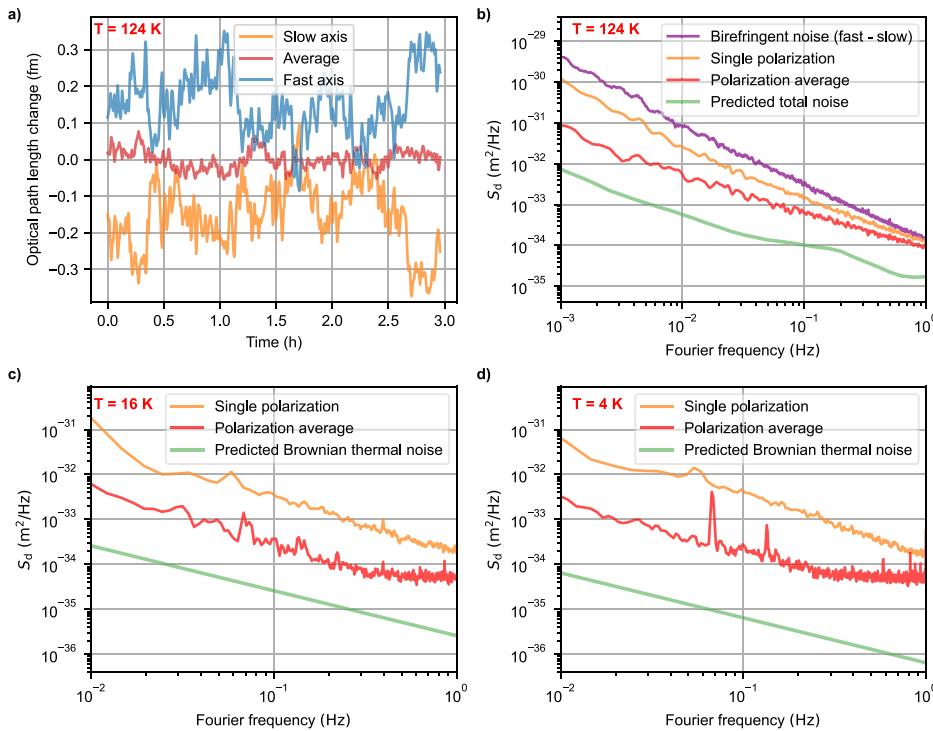 a)
T = 124 K
Slow axis
Average
Fast axis
Optical path length change (fm)
0.3
0.2
0.1
0.0
−0.1
−0.2
−0.3
0.0 0.5 1.0 1.5 2.0 2.5 3.0
Time (h)
b)
T = 124 K
Birefringent noise (fast - slow)
Single polarization
Polarization average
Predicted total noise
S_d (m²/Hz)
10⁻²⁹
10⁻³⁰
10⁻³¹
10⁻³²
10⁻³³
10⁻³⁴
10⁻³⁵
10⁻³ 10⁻² 10⁻¹ 10⁰
Fourier frequency (Hz)
c)
T = 16 K
Single polarization
Polarization average
Predicted Brownian thermal noise
S_d (m²/Hz)
10⁻³¹
10⁻³²
10⁻³³
10⁻³⁴
10⁻³⁵
10⁻³⁶
10⁻² 10⁻¹ 10⁰
Fourier frequency (Hz)
d)
T = 4 K
Single polarization
Polarization average
Predicted Brownian thermal noise
S_d (m²/Hz)
10⁻³¹
10⁻³²
10⁻³³
10⁻³⁴
10⁻³⁵
10⁻³⁶
10⁻² 10⁻¹ 10⁰
Fourier frequency (Hz)